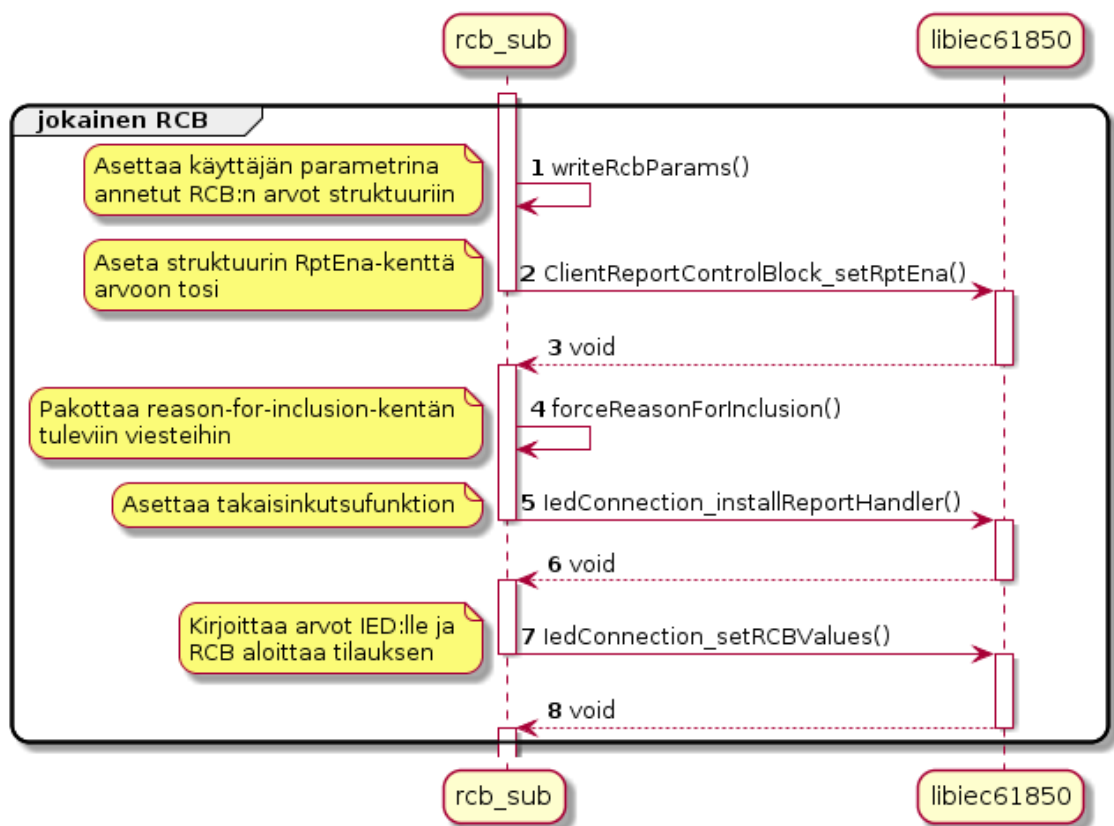 rcb_sub
libiec61850
jokainen RCB
Asettaa käyttäjän parametrina
annetut RCB:n arvot struktuuriin
1 writeRcbParams()
Aseta struktuurin RptEna-kenttä
arvoon tosi
2 ClientReportControlBlock_setRptEna()
3 void
Pakottaa reason-for-inclusion-kentän
tuleviin viesteihin
4 forceReasonForInclusion()
Asettaa takaisinkutsufunktion
5 IedConnection_installReportHandler()
6 void
Kirjoittaa arvot IED:lle ja
RCB aloittaa tilauksen
7 IedConnection_setRCBValues()
8 void
rcb_sub
libiec61850